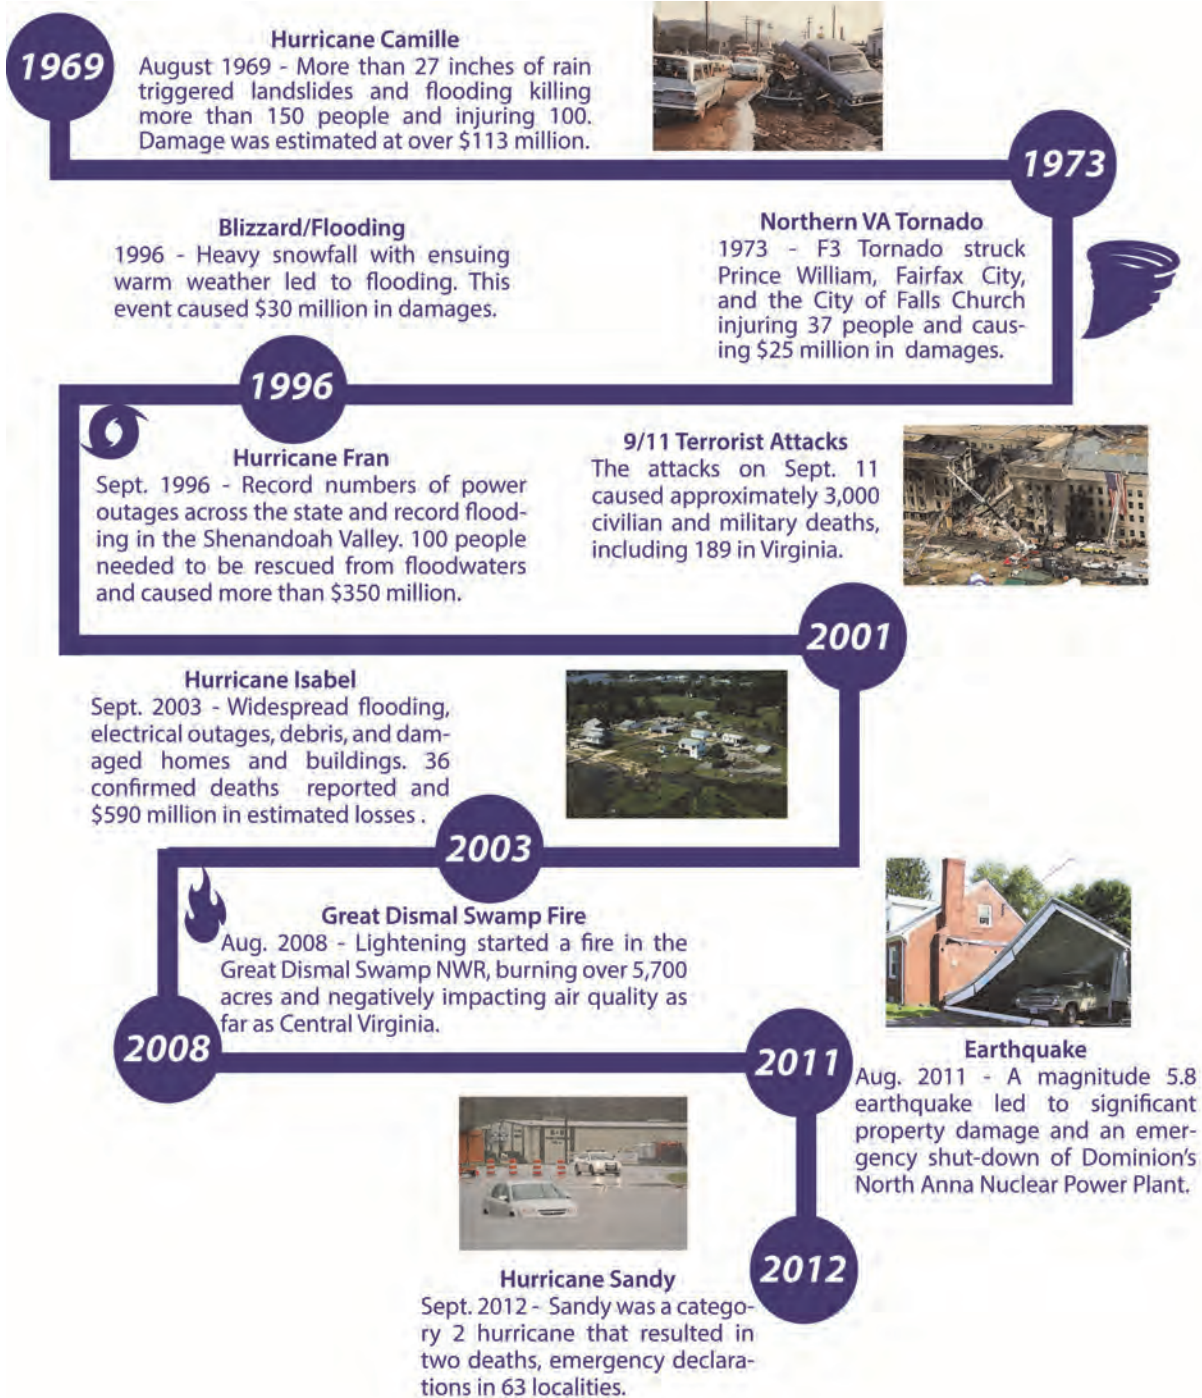 1969
Hurricane Camille
August 1969 - More than 27 inches of rain
triggered landslides and flooding killing
more than 150 people and injuring 100.
Damage was estimated at over $113 million.
1973
Northern VA Tornado
1973 - F3 Tornado struck
Prince William, Fairfax City,
and the City of Falls Church
injuring 37 people and caus-
ing $25 million in damages.
Blizzard/Flooding
1996 - Heavy snowfall with ensuing
warm weather led to flooding. This
event caused $30 million in damages.
1996
Hurricane Fran
Sept. 1996 - Record numbers of power
outages across the state and record flood-
ing in the Shenandoah Valley. 100 people
needed to be rescued from floodwaters
and caused more than $350 million.
9/11 Terrorist Attacks
The attacks on Sept. 11
caused approximately 3,000
civilian and military deaths,
including 189 in Virginia.
2001
Hurricane Isabel
Sept. 2003 - Widespread flooding,
electrical outages, debris, and dam-
aged homes and buildings. 36
confirmed deaths reported and
$590 million in estimated losses .
2003
Great Dismal Swamp Fire
Aug. 2008 - Lightening started a fire in the
Great Dismal Swamp NWR, burning over 5,700
acres and negatively impacting air quality as
far as Central Virginia.
2008
2011
Earthquake
Aug. 2011 - A magnitude 5.8
earthquake led to significant
property damage and an emer-
gency shut-down of Dominion's
North Anna Nuclear Power Plant.
2012
Hurricane Sandy
Sept. 2012 - Sandy was a catego-
ry 2 hurricane that resulted in
two deaths, emergency declara-
tions in 63 localities.